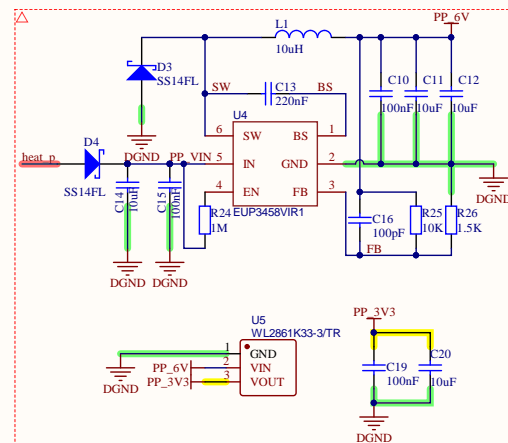 PP_6V
L1
10uH
D3
SS14FL
DGND
SW
C13
220nF
BS
C10
100nF
C11
10uF
C12
10uF
U4
6 SW BS 1
5 IN GND 2
4 EN FB 3
EUP3458VIR1
heat_p
D4
SS14FL
PP_VIN
C14
10uF
C15
100nF
R24
1M
DGND
DGND
C16
100pF
FB
R25
10K
R26
1.5K
DGND
U5
WL2861K33-3/TR
1 GND
PP_6V 2 VIN
PP_3V3 3 VOUT
DGND
PP_3V3
C19
100nF
C20
10uF
DGND